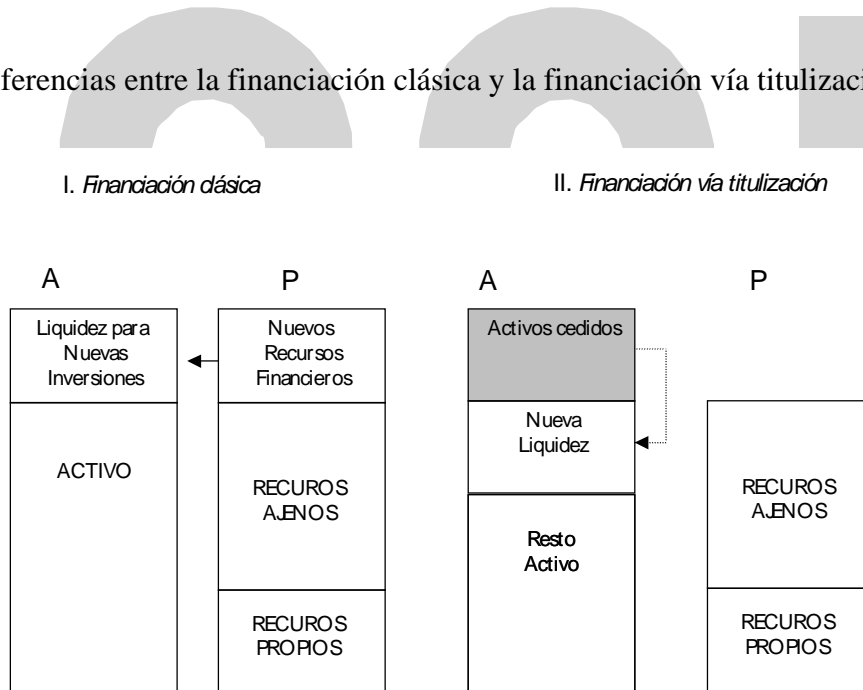 ferencias entre la financiación clásica y la financiación vía titulizaci
I. Financiación clásica
II. Financiación vía titulización
A
P
A
P
Liquidez para
Nuevas
Inversiones
Nuevos
Recursos
Financieros
Activos cedidos
Nueva
Liquidez
ACTIVO
RECUROS
AJENOS
RECUROS
AJENOS
Resto
Activo
RECUROS
PROPIOS
RECUROS
PROPIOS